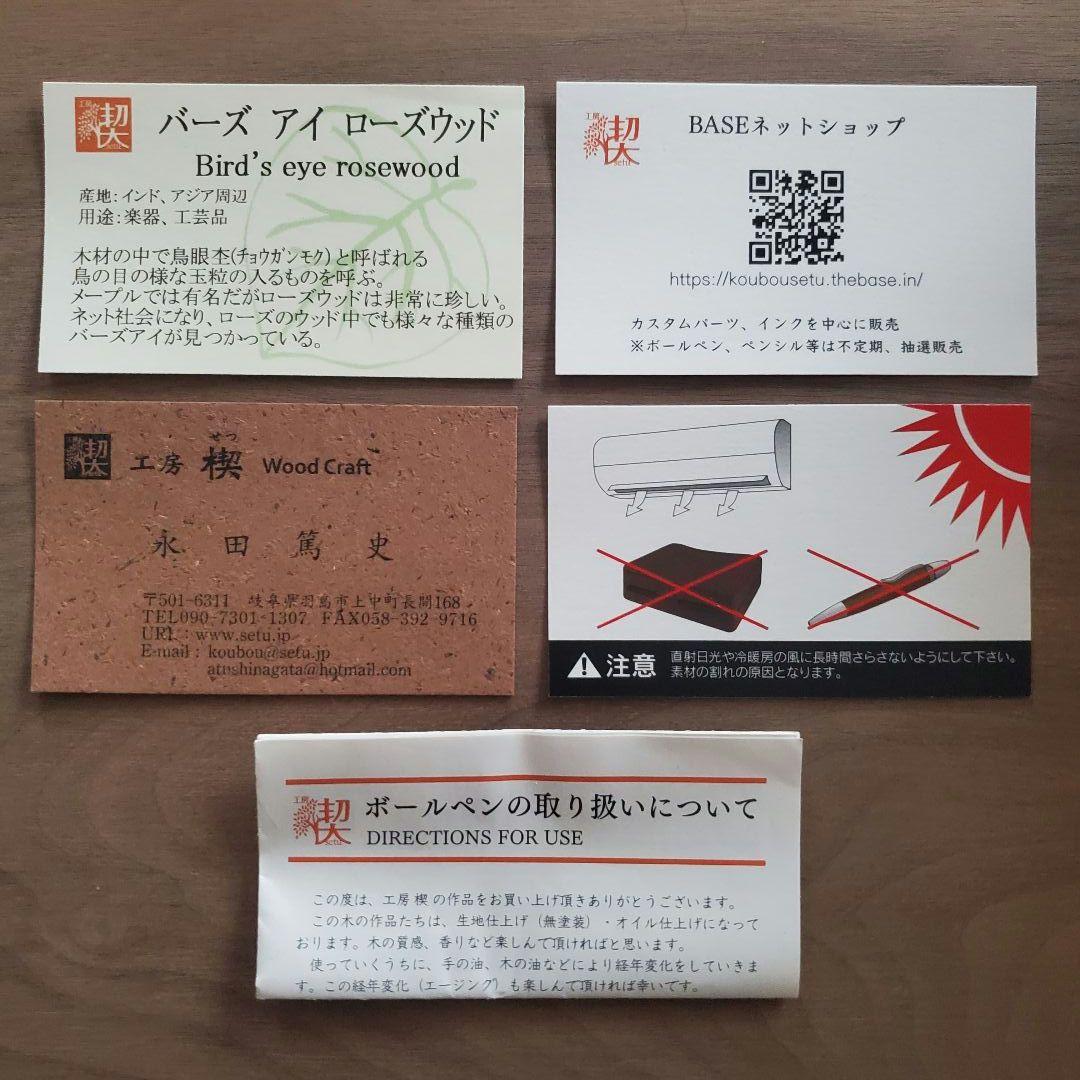 工房
楔
setu
バーズ アイ ローズウッド
Bird's eye rosewood
産地：インド、アジア周辺
用途：楽器、工芸品
木材の中で鳥眼杢(チョウガンモク)と呼ばれる
鳥の目の様な玉粒の入るものを呼ぶ。
メープルでは有名だがローズウッドは非常に珍しい。
ネット社会になり、ローズのウッド中でも様々な種類の
バーズアイが見つかっている。
工房
楔
setu
BASEネットショップ
https://koubousetu.thebase.in/
カスタムパーツ、インクを中心に販売
※ボールペン、ペンシル等は不定期、抽選販売
楔
せつ
工房 楔 Wood Craft
永田篤史
〒501-6311 岐阜県羽島市上中町長間168
TEL090-7301-1307 FAX058-392-9716
URL：www.setu.jp
E-mail：koubou@setu.jp
atushinagata@hotmail.com
注意 直射日光や冷暖房の風に長時間さらさないようにして下さい。
素材の割れの原因となります。
工房
楔
setu
ボールペンの取り扱いについて
DIRECTIONS FOR USE
この度は、工房 楔 の作品をお買い上げ頂きありがとうございます。
この木の作品たちは、生地仕上げ（無塗装）・オイル仕上げになって
おります。木の質感、香りなど楽しんで頂ければと思います。
使っていくうちに、手の油、木の油などにより経年変化をしていきま
す。この経年変化（エージング）も楽しんで頂ければ幸いです。